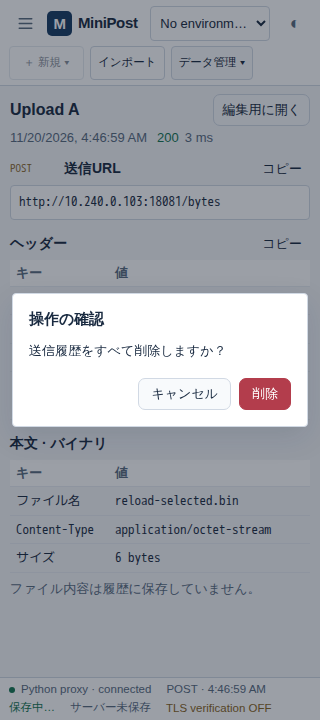 M MiniPost No environm…
＋ 新規 ▾ インポート データ管理 ▾
Upload A 編集用に開く
11/20/2026, 4:46:59 AM 200 3 ms
POST 送信URL コピー
http://10.240.0.103:18081/bytes
ヘッダー コピー
キー 値
操作の確認
送信履歴をすべて削除しますか？
キャンセル 削除
本文・バイナリ
キー 値
ファイル名 reload-selected.bin
Content-Type application/octet-stream
サイズ 6 bytes
ファイル内容は履歴に保存していません。
Python proxy · connected POST · 4:46:59 AM
保存中… サーバー未保存 TLS verification OFF